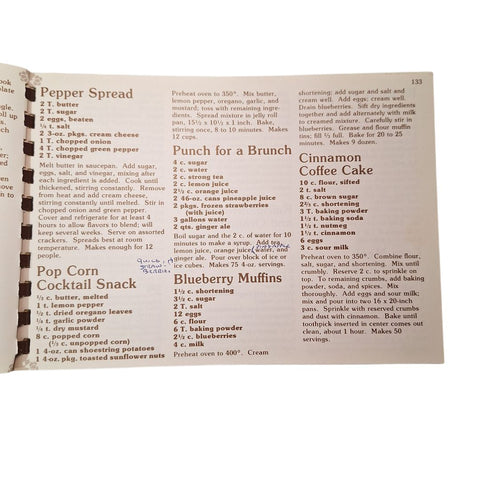 133
Pepper Spread
2 T. butter
2 T. sugar
2 eggs, beaten
½ t. salt
2 3-oz. pkgs. cream cheese
1 T. chopped onion
4 T. chopped green pepper
2 T. vinegar
Melt butter in saucepan. Add sugar,
eggs, salt, and vinegar, mixing after
each ingredient is added. Cook until
thickened, stirring constantly. Remove
from heat and add cream cheese,
stirring constantly until melted. Stir in
chopped onion and green pepper.
Cover and refrigerate for at least 4
hours to allow flavors to blend; will
keep several weeks. Serve on assorted
crackers. Spreads best at room
temperature. Makes enough for 12
people.
Pop Corn
Cocktail Snack
½ c. butter, melted
1 t. lemon pepper
½ t. dried oregano leaves
¼ t. garlic powder
¼ t. dry mustard
8 c. popped corn
(⅓ c. unpopped corn)
1 4-oz. can shoestring potatoes
1 4-oz. pkg. toasted sunflower nuts
Preheat oven to 350°. Mix butter,
lemon pepper, oregano, garlic, and
mustard; toss with remaining ingre-
dients. Spread mixture in jelly roll
pan, 15½ x 10½ x 1 inch. Bake,
stirring once, 8 to 10 minutes. Makes
12 cups.
Punch for a Brunch
4 c. sugar
2 c. water
2 c. strong tea
2 c. lemon juice
2½ c. orange juice
2 46-oz. cans pineapple juice
2 pkgs. frozen strawberries
(with juice)
3 gallons water
2 qts. ginger ale
Boil sugar and the 2 c. of water for 10
minutes to make a syrup. Add tea,
lemon juice, orange juice, water, and
ginger ale. Pour over block of ice or
ice cubes. Makes 75 4-oz. servings.
Blueberry Muffins
1½ c. shortening
3½ c. sugar
2 T. salt
12 eggs
6 c. flour
6 T. baking powder
2½ c. blueberries
4 c. milk
Preheat oven to 400°. Cream
shortening; add sugar and salt and
cream well. Add eggs; cream well.
Drain blueberries. Sift dry ingredients
together and add alternately with milk
to creamed mixture. Carefully stir in
blueberries. Grease and flour muffin
tins; fill ⅔ full. Bake for 20 to 25
minutes. Makes 9 dozen.
Cinnamon
Coffee Cake
10 c. flour, sifted
2 t. salt
8 c. brown sugar
2⅔ c. shortening
3 T. baking powder
1½ t. baking soda
1½ t. cinnamon
6 eggs
3 c. sour milk
Preheat oven to 350°. Combine flour,
salt, sugar, and shortening. Mix until
crumbly. Reserve 2 c. to sprinkle on
top. To remaining crumbs, add baking
powder, soda, and spices. Mix
thoroughly. Add eggs and sour milk;
mix and pour into two 16 x 20-inch
pans. Sprinkle with reserved crumbs
and dust with cinnamon. Bake until
toothpick inserted in center comes out
clean, about 1 hour. Makes 50
servings.